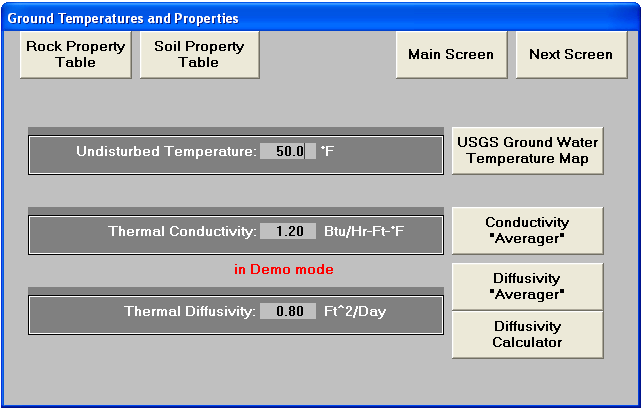 Ground Temperatures and Properties
Rock Property
Table
Soil Property
Table
Main Screen
Next Screen
Undisturbed Temperature: 50.0 °F
USGS Ground Water
Temperature Map
Thermal Conductivity: 1.20 Btu/Hr-Ft-°F
Conductivity
"Averager"
in Demo mode
Diffusivity
"Averager"
Thermal Diffusivity: 0.80 Ft^2/Day
Diffusivity
Calculator